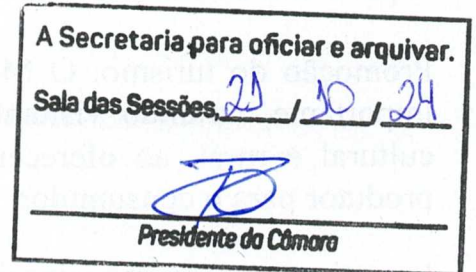 A Secretaria para oficiar e arquivar.
Sala das Sessões, 21 / 10 / 24
Presidente da Câmara